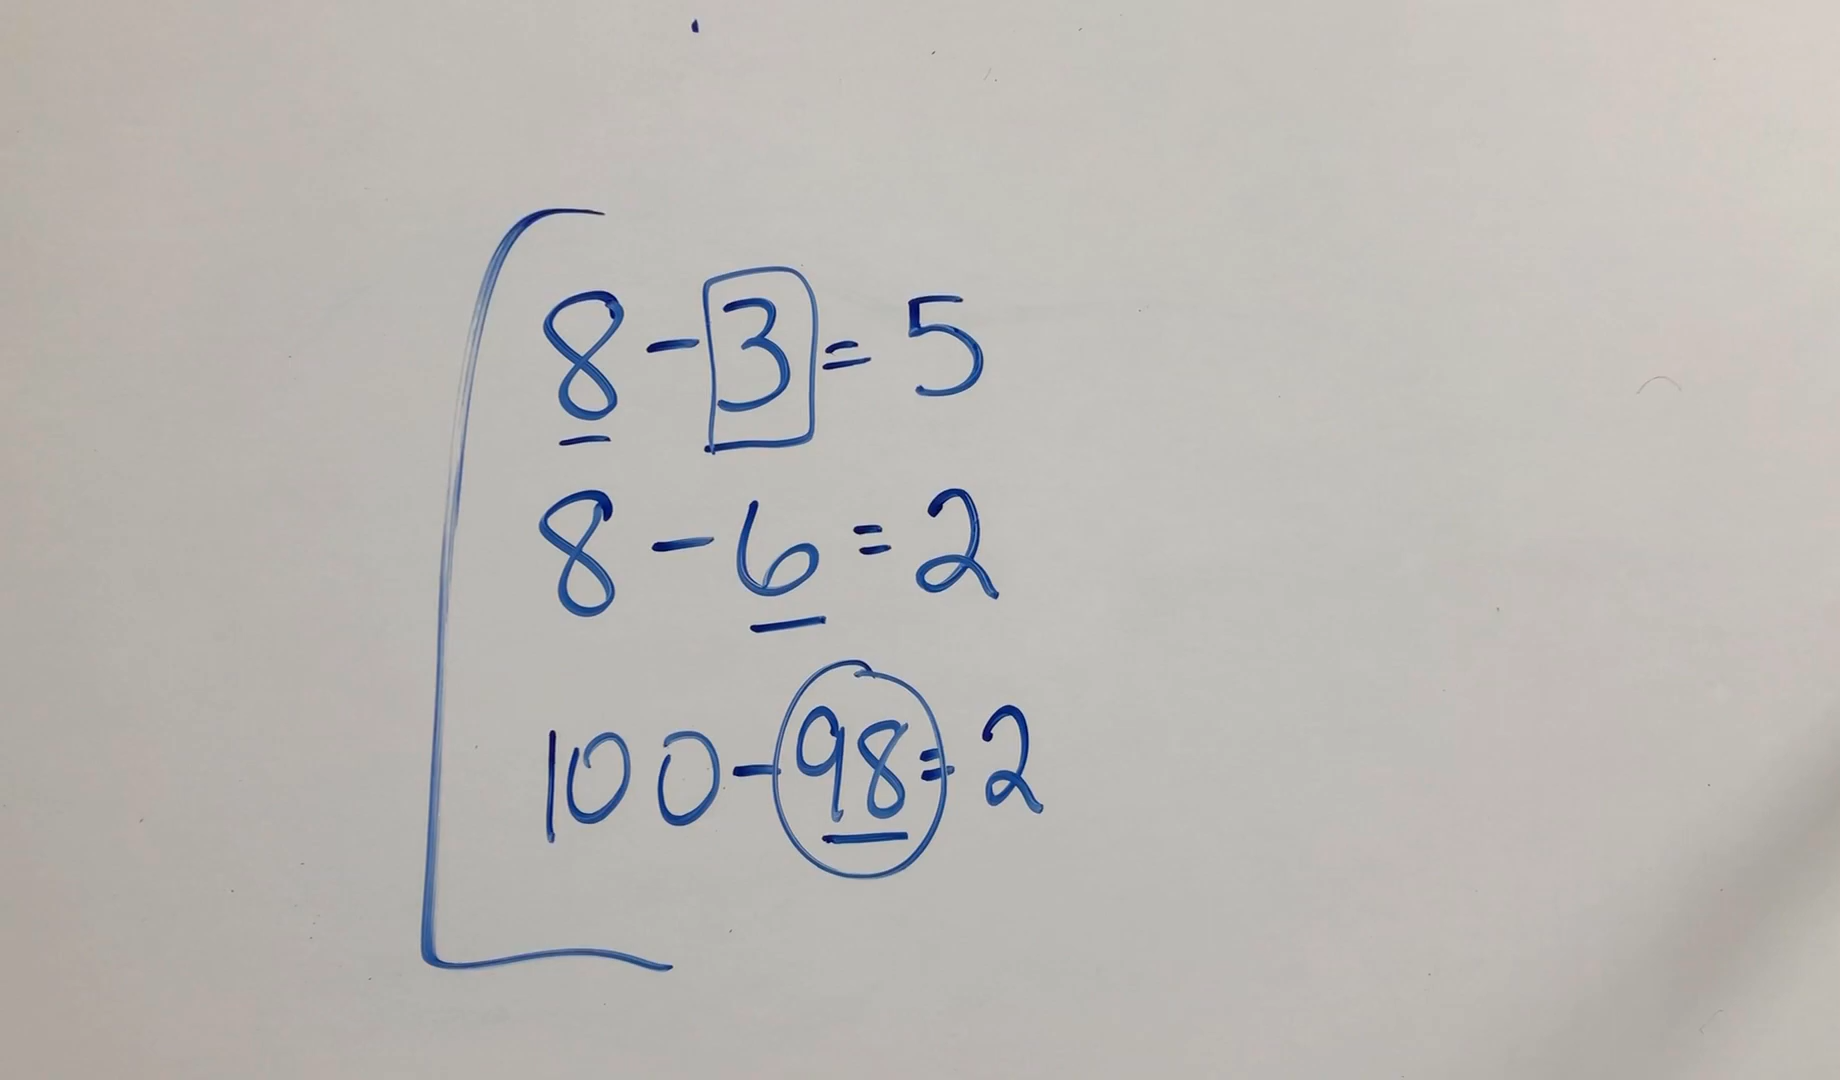 8 - 3 = 5
8 - 6 = 2
100 - 98 = 2